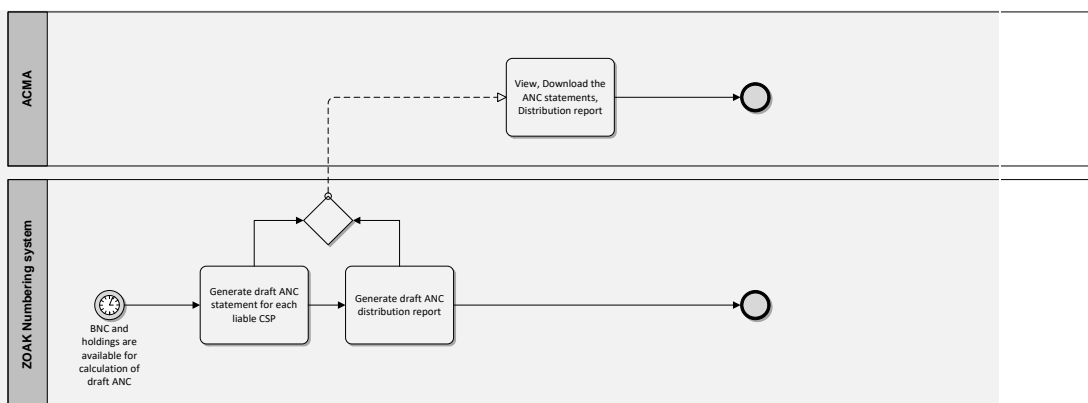 ACMA
View, Download the
ANC statements,
Distribution report
ZOAK Numbering system
BNC and
holdings are
available for
calculation of
draft ANC
Generate draft ANC
statement for each
liable CSP
Generate draft ANC
distribution report